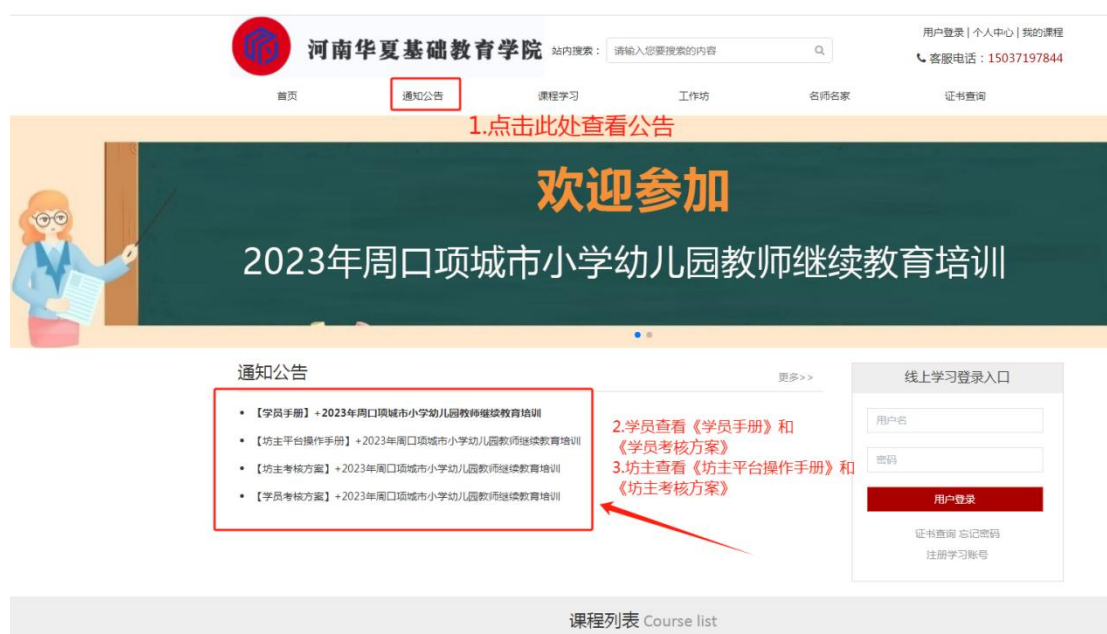 用户登录 | 个人中心 | 我的课程
河南华夏基础教育学院
站内搜索：
请输入您要搜索的内容
客服电话：15037197844
首页
通知公告
课程学习
工作坊
名师名家
证书查询
1.点击此处查看公告
欢迎参加
2023年周口项城市小学幼儿园教师继续教育培训
通知公告
更多>>
【学员手册】+2023年周口项城市小学幼儿园教师继续教育培训
【坊主平台操作手册】+2023年周口项城市小学幼儿园教师继续教育培训
【坊主考核方案】+2023年周口项城市小学幼儿园教师继续教育培训
【学员考核方案】+2023年周口项城市小学幼儿园教师继续教育培训
2.学员查看《学员手册》和
《学员考核方案》
3.坊主查看《坊主平台操作手册》和
《坊主考核方案》
线上学习登录入口
用户名
密码
用户登录
证书查询 忘记密码
注册学习账号
课程列表 Course list